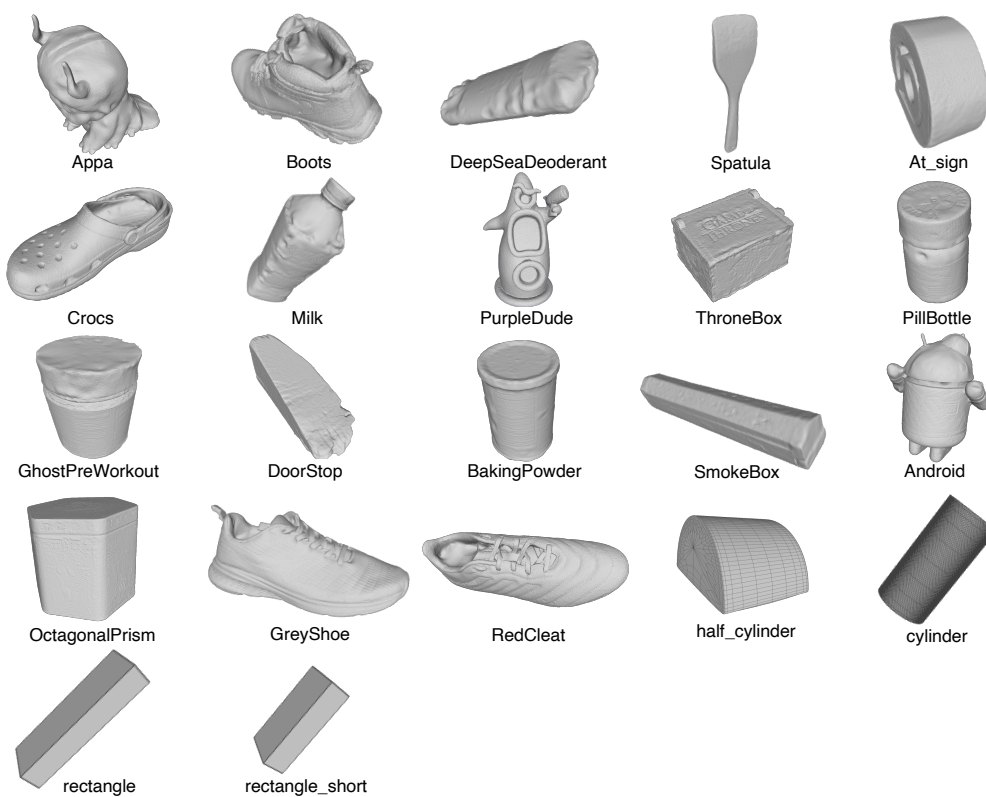 Appa
Boots
DeepSeaDeoderant
Spatula
At_sign
Crocs
Milk
PurpleDude
ThroneBox
PillBottle
GhostPreWorkout
DoorStop
BakingPowder
SmokeBox
Android
OctagonalPrism
GreyShoe
RedCleat
half_cylinder
cylinder
rectangle
rectangle_short